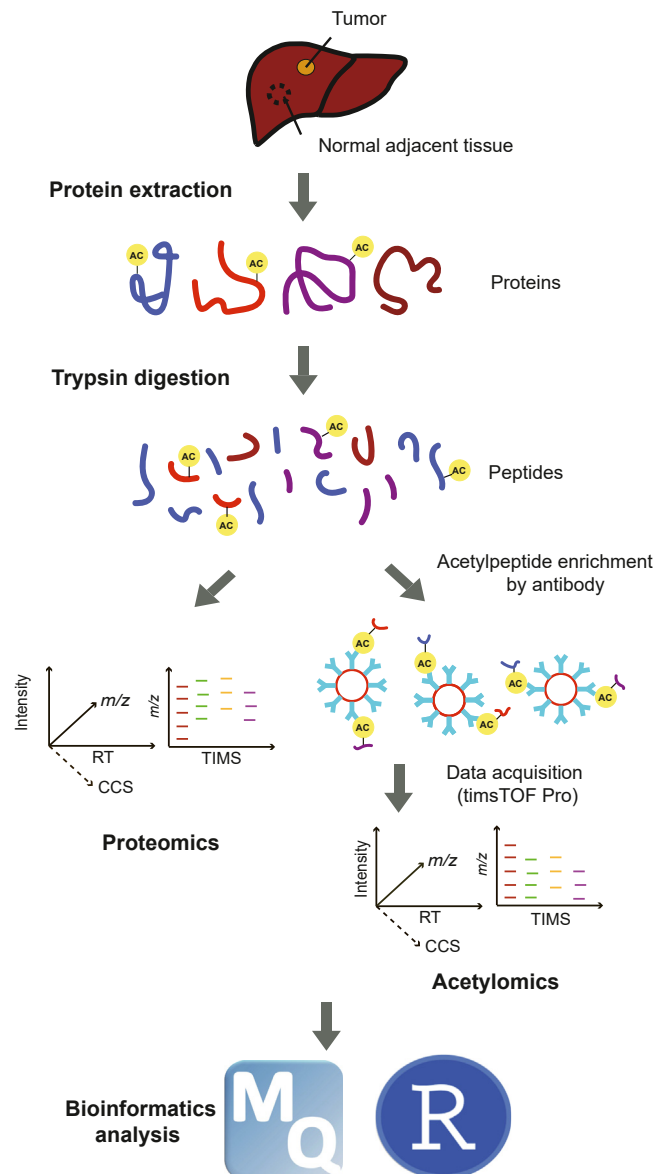 Tumor
Normal adjacent tissue
Protein extraction
AC
AC
AC
Proteins
Trypsin digestion
AC
AC
AC
AC
Peptides
Acetylpeptide enrichment
by antibody
AC
AC
AC
AC
AC
AC
Intensity
m/z
RT
CCS
m/z
TIMS
Proteomics
Data acquisition
(timsTOF Pro)
Intensity
m/z
RT
CCS
m/z
TIMS
Acetylomics
Bioinformatics
analysis
M
Q
R